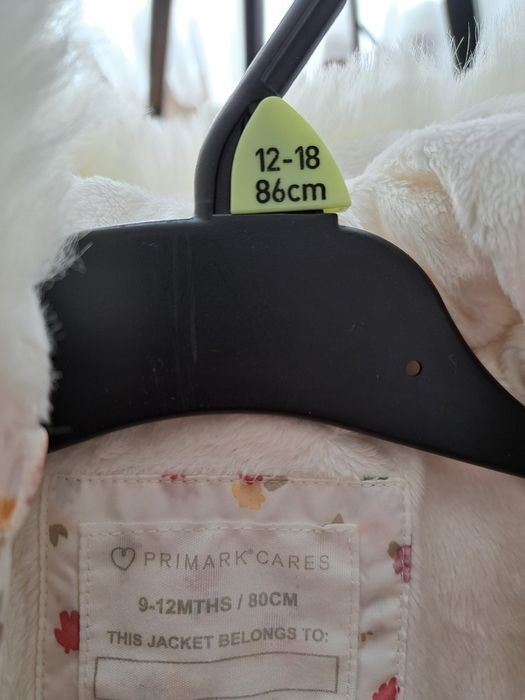 12-18
86cm
PRIMARK® CARES
9-12MTHS / 80CM
THIS JACKET BELONGS TO: